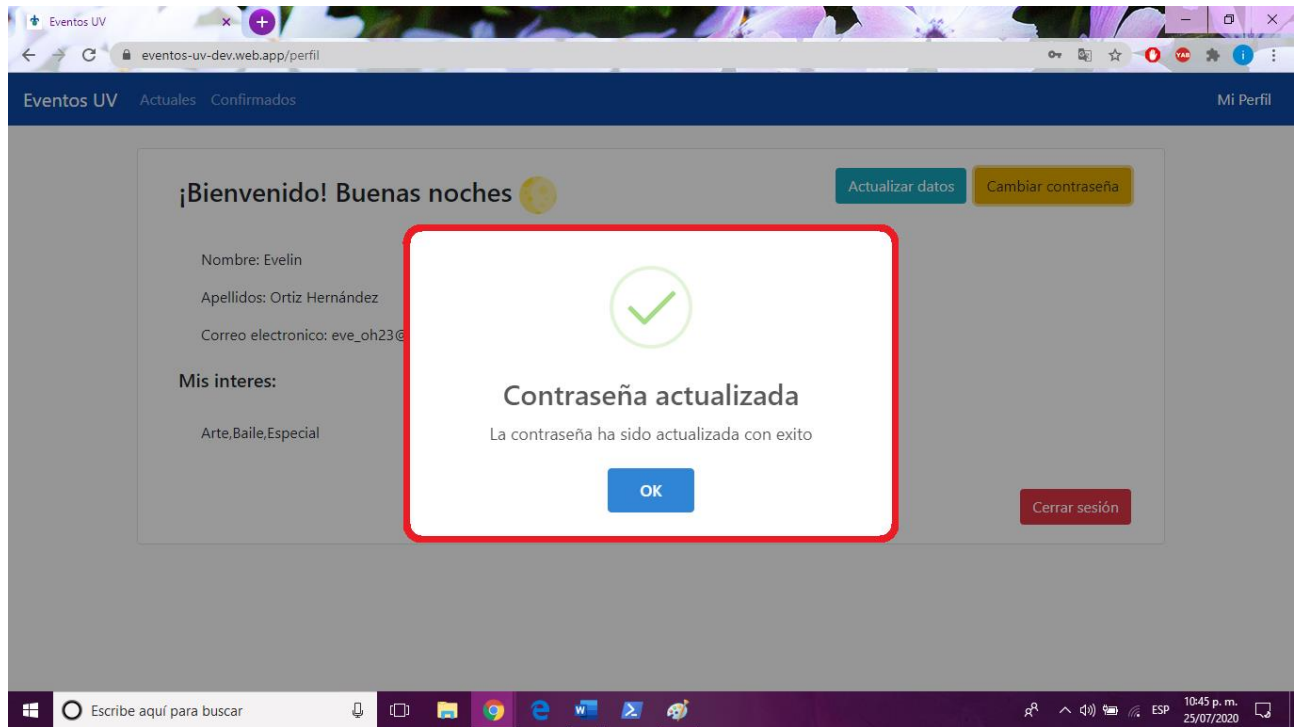 Eventos UV
eventos-uv-dev.web.app/perfil
Eventos UV Actuales Confirmados Mi Perfil
¡Bienvenido! Buenas noches
Actualizar datos Cambiar contraseña
Nombre: Evelin
Apellidos: Ortiz Hernández
Correo electronico: eve_oh23@
Mis interes:
Arte,Baile,Especial
Contraseña actualizada
La contraseña ha sido actualizada con exito
OK
Cerrar sesión
Escribe aquí para buscar
ESP
10:45 p. m.
25/07/2020